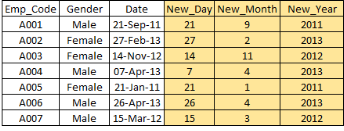 Emp_Code Gender Date New_Day New_Month New_Year
A001 Male 21-Sep-11 21 9 2011
A002 Female 27-Feb-13 27 2 2013
A003 Female 14-Nov-12 14 11 2012
A004 Male 07-Apr-13 7 4 2013
A005 Female 21-Jan-11 21 1 2011
A006 Male 26-Apr-13 26 4 2013
A007 Male 15-Mar-12 15 3 2012